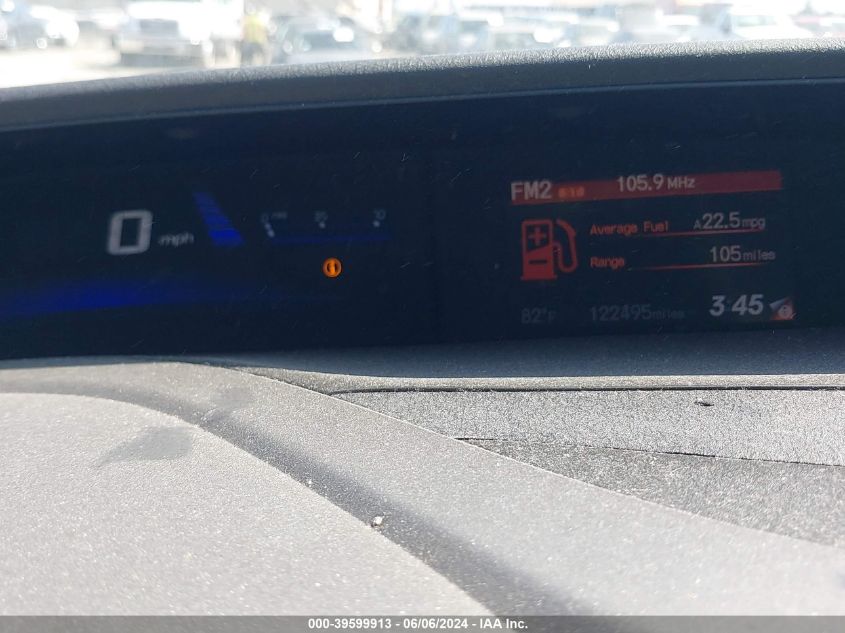 0 mph
FM2 105.9 MHz
Average Fuel A22.5mpg
Range 105miles
82°F 122495miles 3:45
000-39599913 - 06/06/2024 - IAA Inc.